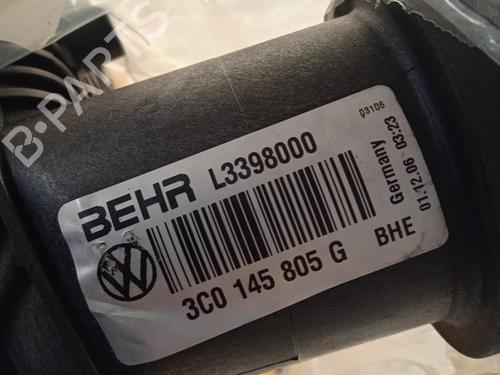 B-PARTS
03106
BEHR L3398000
Germany
01.12.06 03:23
BHE
3C0 145 805 G